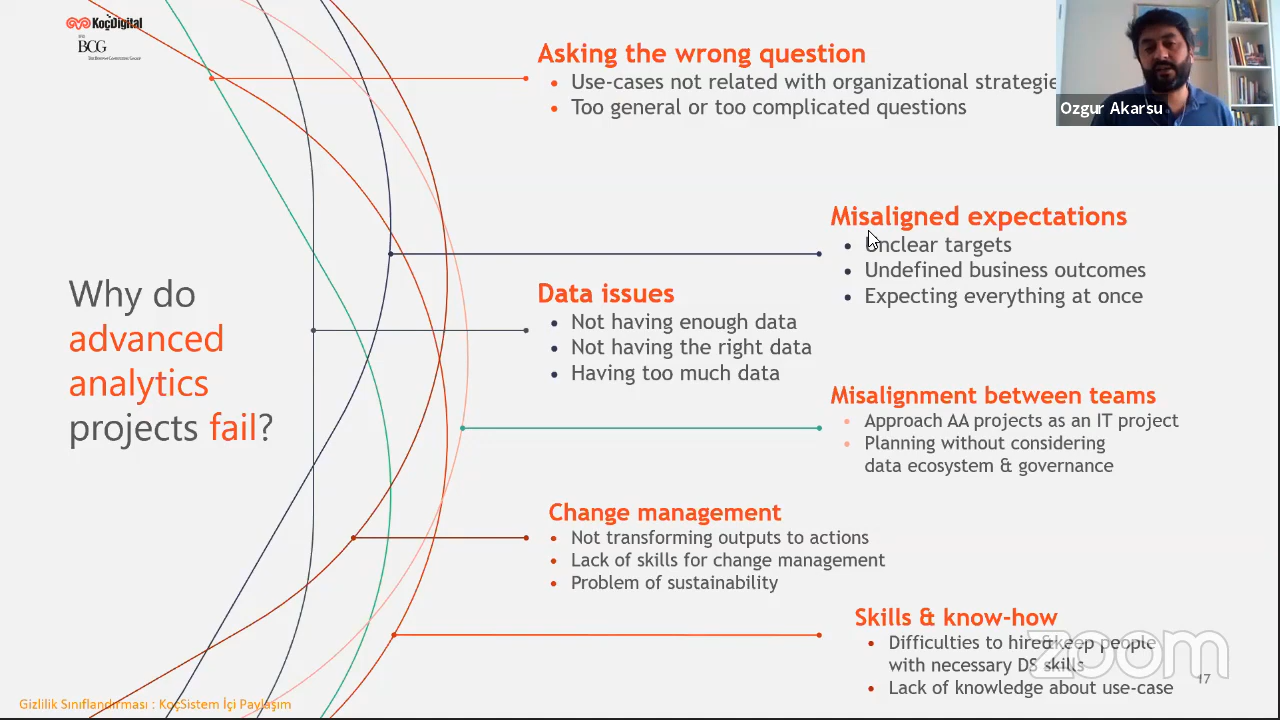 KoçDigital
BCG
THE BOSTON CONSULTING GROUP
Asking the wrong question
Use-cases not related with organizational strategie
Too general or too complicated questions
Ozgur Akarsu
Misaligned expectations
Unclear targets
Undefined business outcomes
Expecting everything at once
Why do
advanced
analytics
projects fail?
Data issues
Not having enough data
Not having the right data
Having too much data
Misalignment between teams
Approach AA projects as an IT project
Planning without considering
data ecosystem & governance
Change management
Not transforming outputs to actions
Lack of skills for change management
Problem of sustainability
Skills & know-how
Difficulties to hire&keep people
with necessary DS skills
Lack of knowledge about use-case
zoom
17
Gizlilik Sınıflandırması : KoçSistem İçi Paylaşım